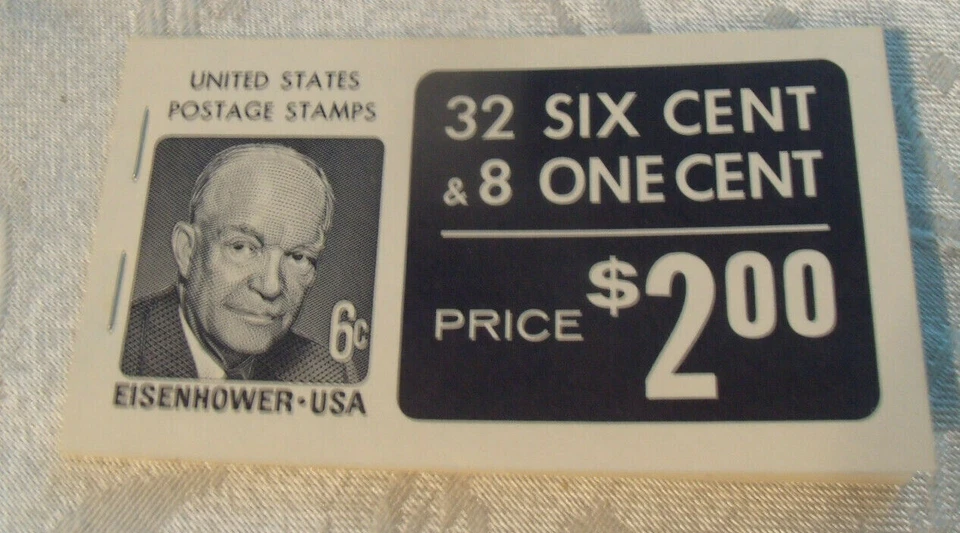 UNITED STATES
POSTAGE STAMPS
6c
EISENHOWER · USA
32 SIX CENT
& 8 ONE CENT
PRICE $2.00